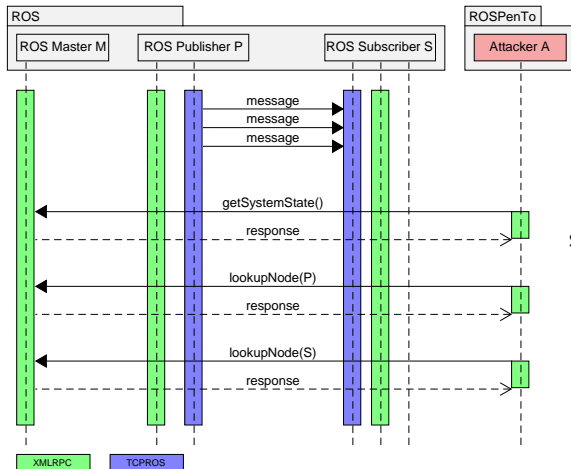 ROS
ROSPenTo
ROS Master M
ROS Publisher P
ROS Subscriber S
Attacker A
message
message
message
getSystemState()
response
lookupNode(P)
response
lookupNode(S)
response
XMLRPC
TCPROS